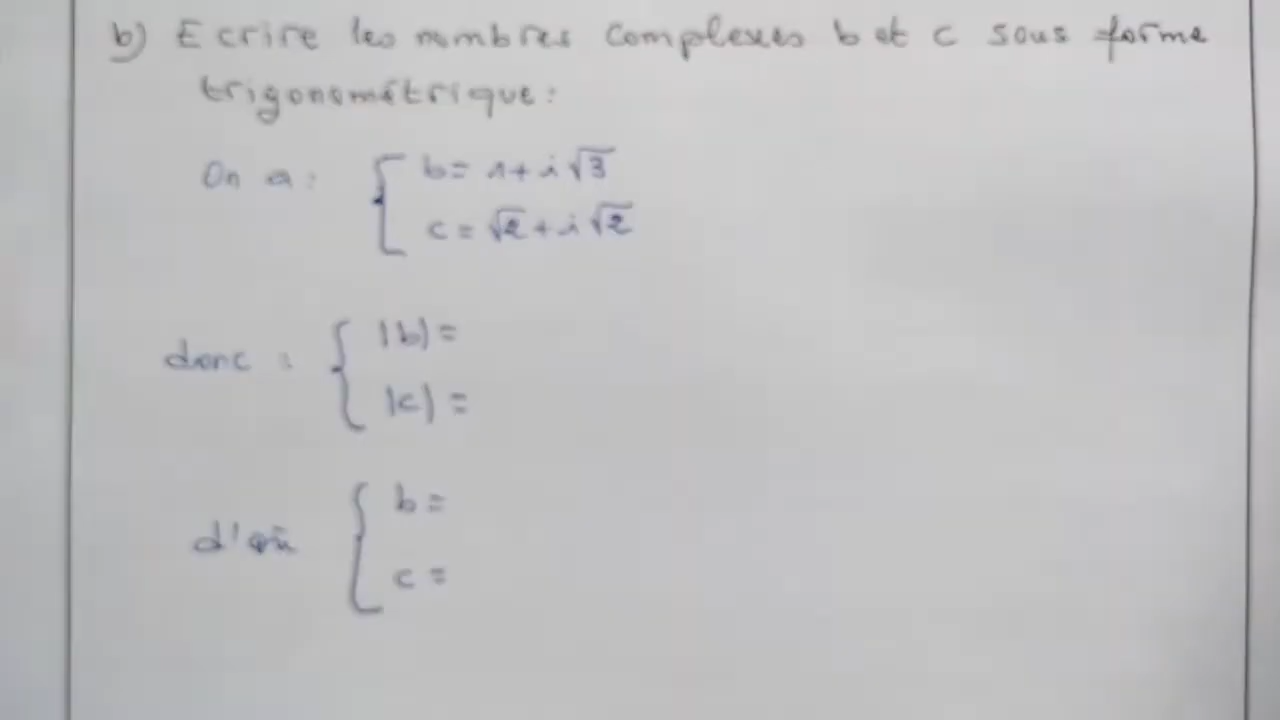 b) Ecrire les nombres complexes b et c sous forme
trigonométrique:
On a: { b= 1+i√3
c = √2+i√2
donc : { |b|=
|c| =
d'où { b=
c =